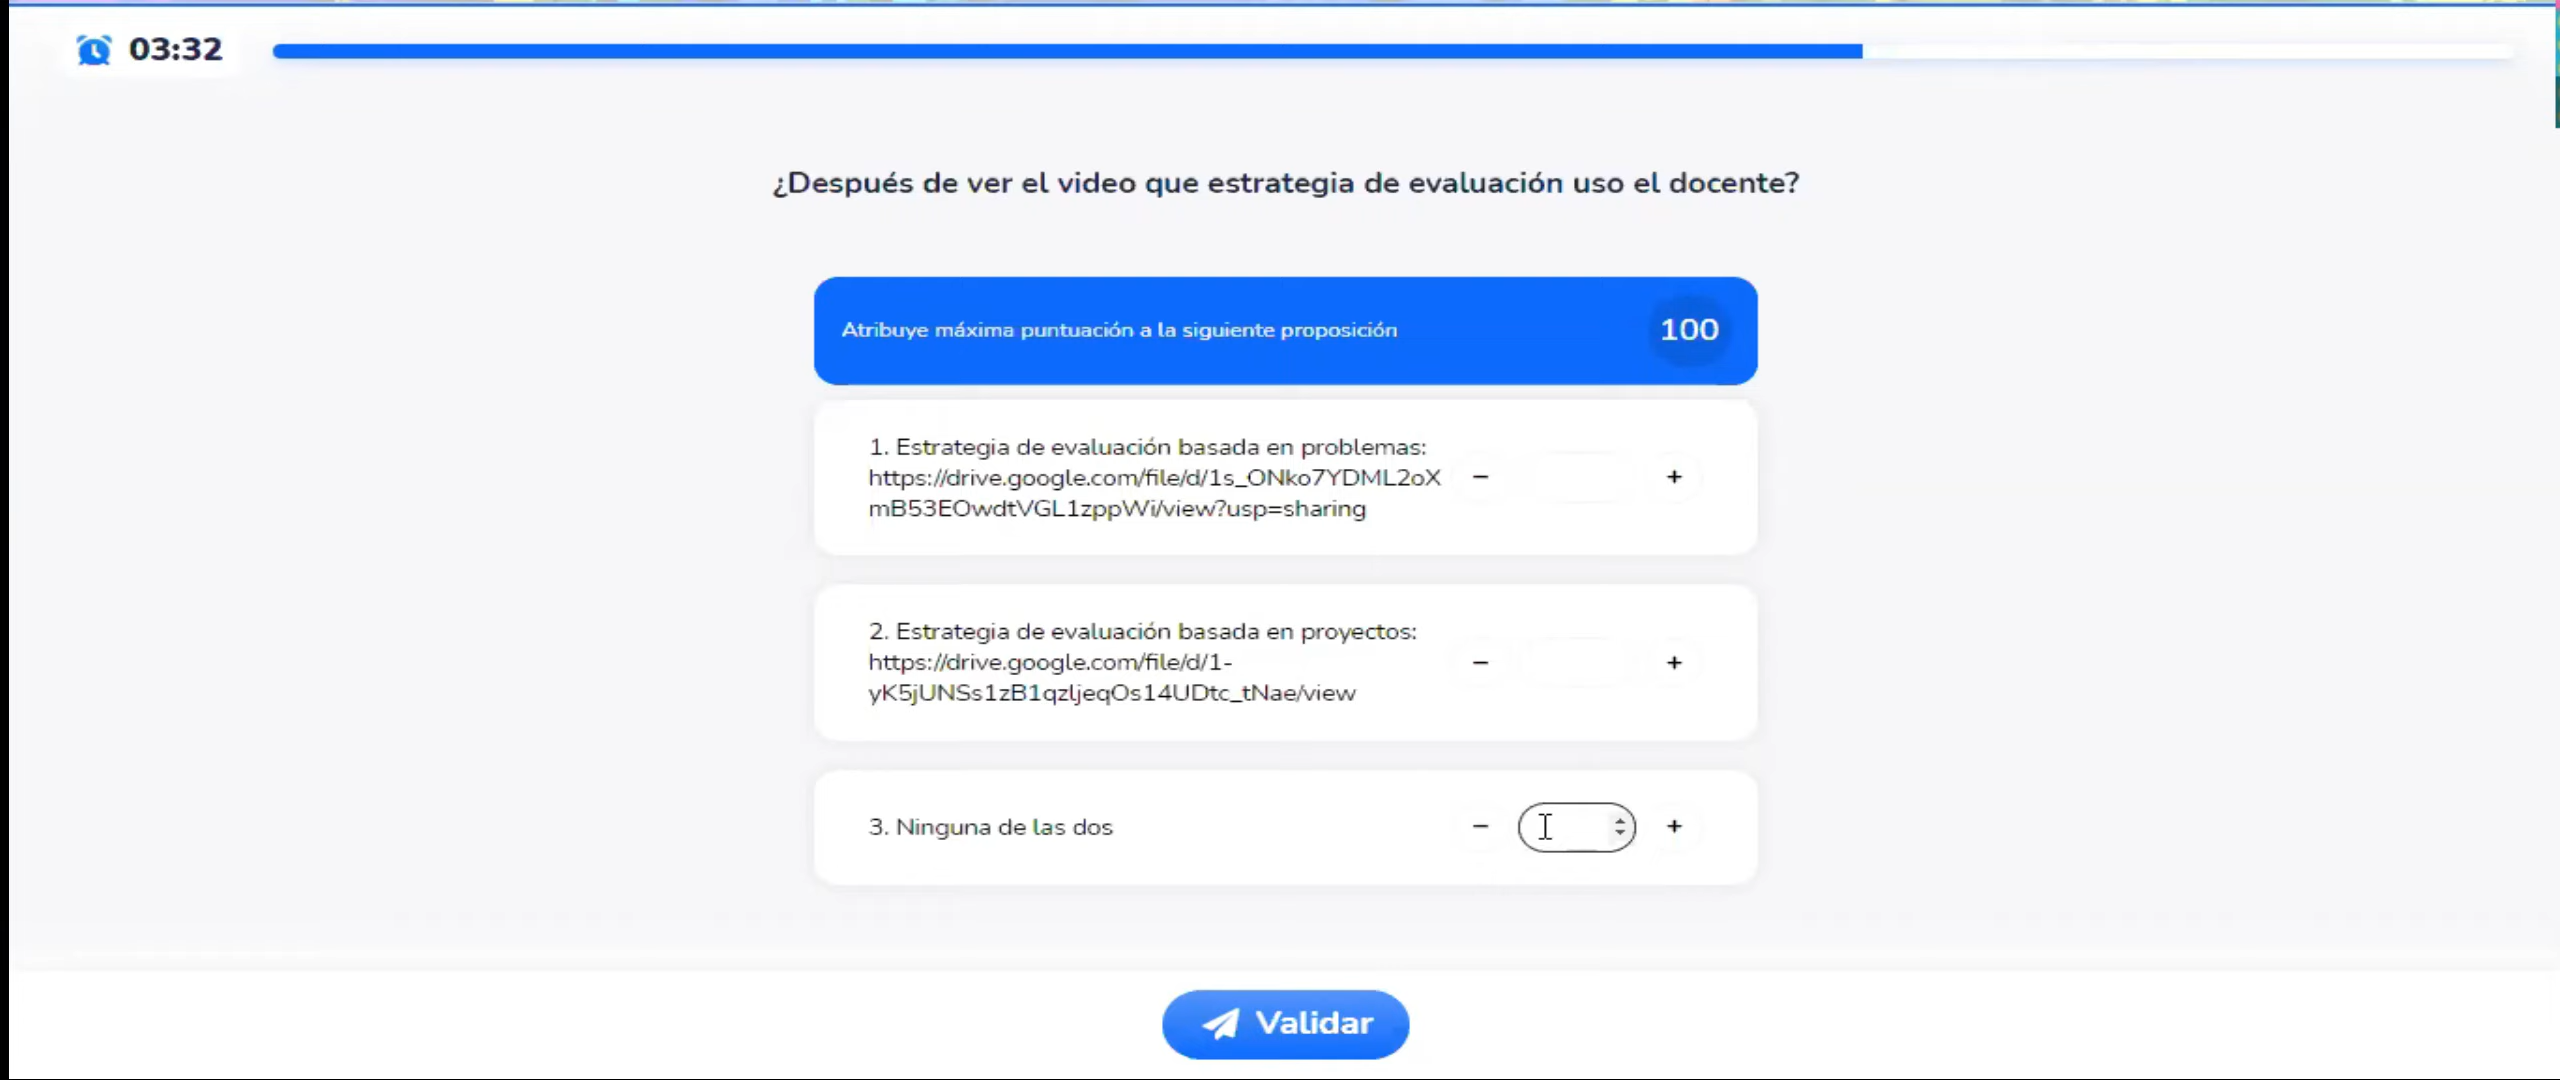 03:32
¿Después de ver el video que estrategia de evaluación uso el docente?
Atribuye máxima puntuación a la siguiente proposición
100
1. Estrategia de evaluación basada en problemas:
https://drive.google.com/file/d/1s_ONko7YDML2oX
mB53EOwdtVGL1zppWi/view?usp=sharing
−
+
2. Estrategia de evaluación basada en proyectos:
https://drive.google.com/file/d/1-
yK5jUNSs1zB1qzljeqOs14UDtc_tNae/view
−
+
3. Ninguna de las dos
−
+
Validar